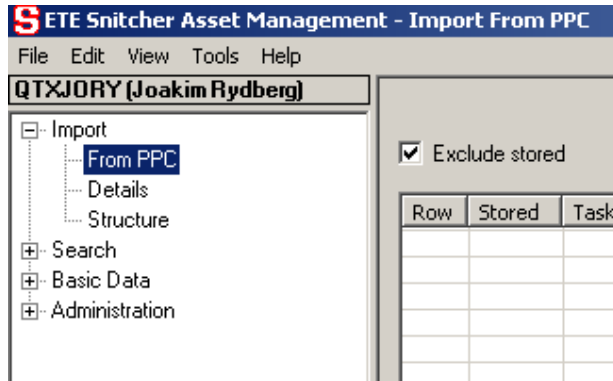 S ETE Snitcher Asset Management - Import From PPC
File Edit View Tools Help
QTXJORY (Joakim Rydberg)
Import
From PPC
Details
Structure
Search
Basic Data
Administration
Exclude stored
Row Stored Task